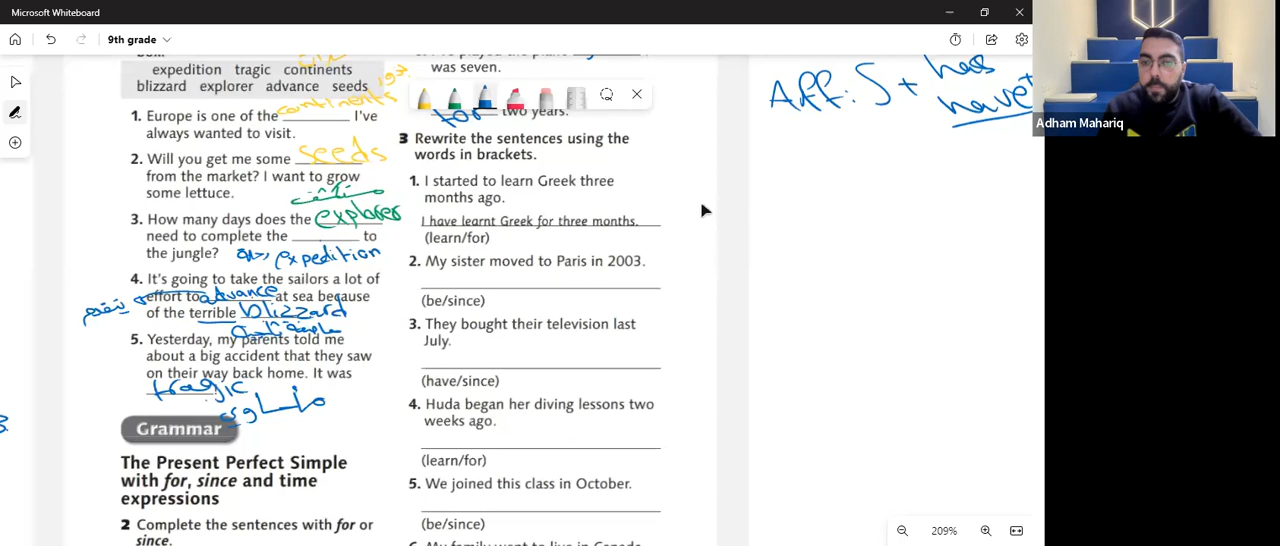 Microsoft Whiteboard
9th grade
expedition tragic continents
blizzard explorer advance seeds
1. Europe is one of the continents I've
always wanted to visit.
2. Will you get me some seeds
from the market? I want to grow
some lettuce.
3. How many days does the explorer
need to complete the ________ to
the jungle? expedition
4. It's going to take the sailors a lot of
effort to advance at sea because
of the terrible blizzard
5. Yesterday, my parents told me
about a big accident that they saw
on their way back home. It was
tragic
Grammar
The Present Perfect Simple
with for, since and time
expressions
2 Complete the sentences with for or
since.
was seven.
for two years.
3 Rewrite the sentences using the
words in brackets.
1. I started to learn Greek three
months ago.
I have learnt Greek for three months.
(learn/for)
2. My sister moved to Paris in 2003.
(be/since)
3. They bought their television last
July.
(have/since)
4. Huda began her diving lessons two
weeks ago.
(learn/for)
5. We joined this class in October.
(be/since)
Aff: S + has
have
Adham Mahariq
209%